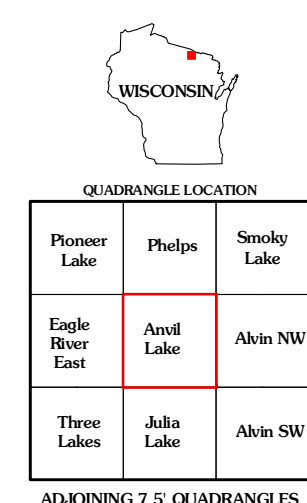 WISCONSIN
QUADRANGLE LOCATION
Pioneer Lake
Phelps
Smoky Lake
Eagle River East
Anvil Lake
Alvin NW
Three Lakes
Julia Lake
Alvin SW
ADJOINING 7.5' QUADRANGLES